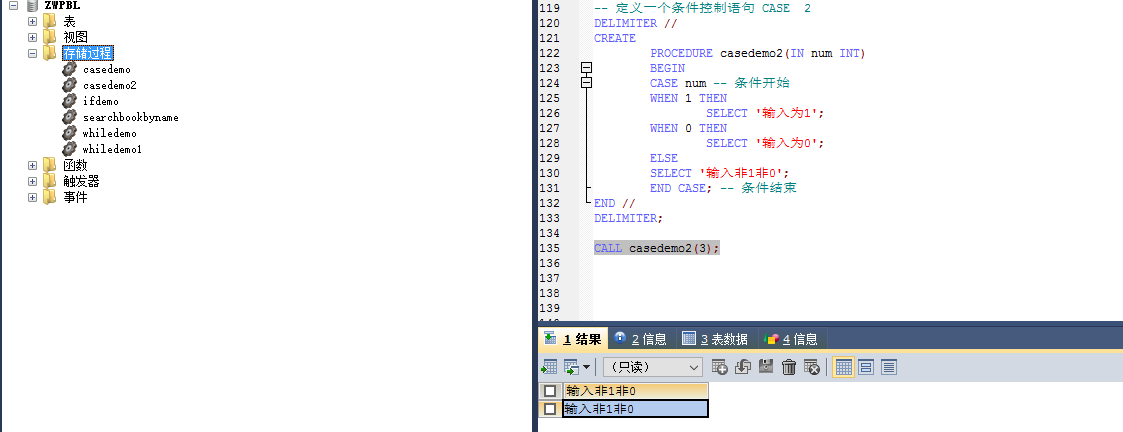 ZWPBL
表
视图
存储过程
casedemo
casedemo2
ifdemo
searchbookbyname
whiledemo
whiledemo1
函数
触发器
事件
119 -- 定义一个条件控制语句 CASE 2
120 DELIMITER //
121 CREATE
122 PROCEDURE casedemo2(IN num INT)
123 BEGIN
124 CASE num -- 条件开始
125 WHEN 1 THEN
126 SELECT '输入为1';
127 WHEN 0 THEN
128 SELECT '输入为0';
129 ELSE
130 SELECT '输入非1非0';
131 END CASE; -- 条件结束
132 END //
133 DELIMITER;
134
135 CALL casedemo2(3);
136
137
138
139
1 结果 2 信息 3 表数据 4 信息
（只读）
输入非1非0
输入非1非0